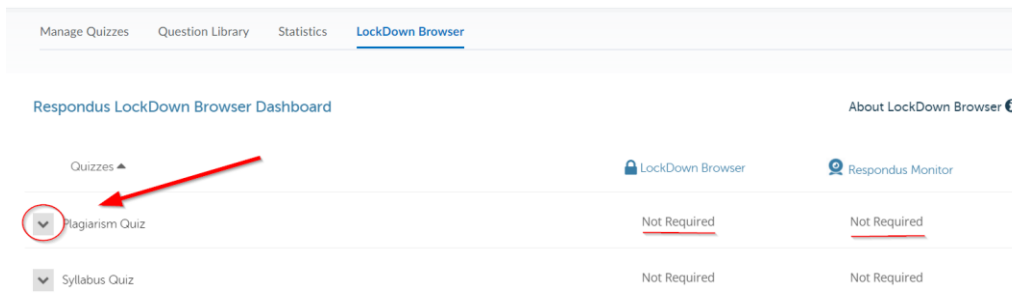 Manage Quizzes Question Library Statistics LockDown Browser
Respondus LockDown Browser Dashboard About LockDown Browser
Quizzes LockDown Browser Respondus Monitor
Plagiarism Quiz Not Required Not Required
Syllabus Quiz Not Required Not Required